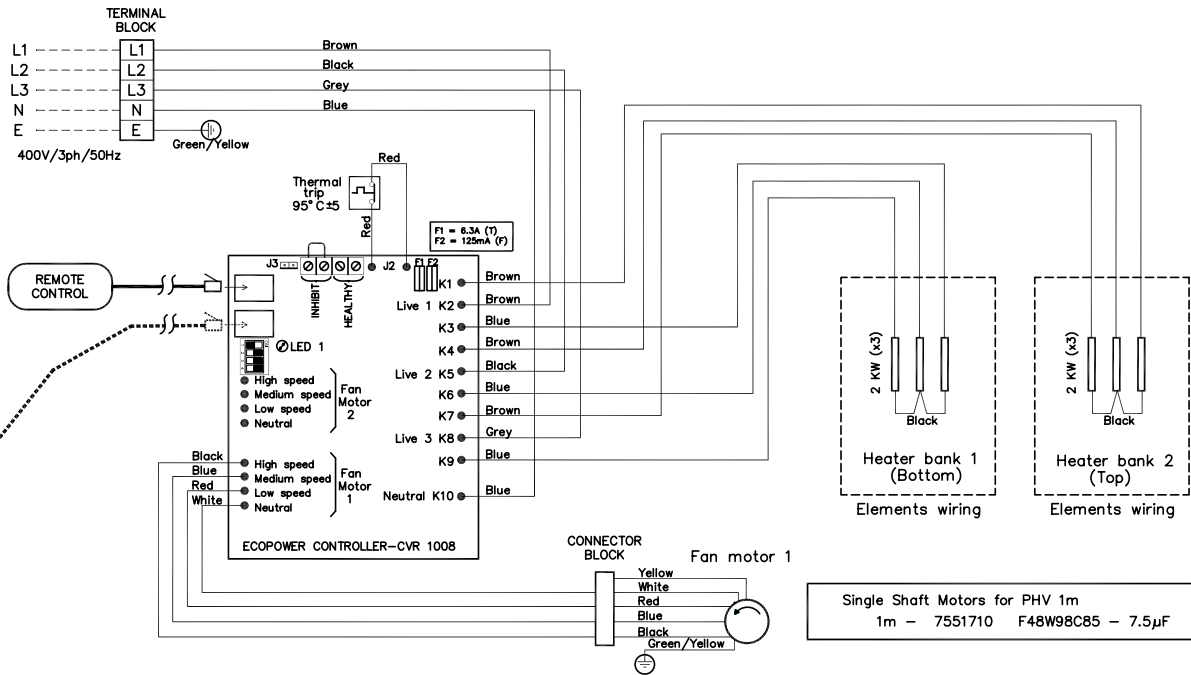 TERMINAL
BLOCK
L1 L1 Brown
L2 L2 Black
L3 L3 Grey
N N Blue
E E
Green/Yellow
400V/3ph/50Hz
Red
Thermal
trip
95°C±5
Red
F1 = 6.3A (T)
F2 = 125mA (F)
REMOTE
CONTROL
J3
J2
F1 F2
INHIBIT
HEALTHY
LED 1
K1 Brown
Live 1 K2 Brown
K3 Blue
K4 Brown
Live 2 K5 Black
K6 Blue
K7 Brown
Live 3 K8 Grey
K9 Blue
Neutral K10 Blue
High speed
Medium speed
Low speed
Neutral
Fan
Motor
2
Black High speed
Blue Medium speed
Red Low speed
White Neutral
Fan
Motor
1
ECOPOWER CONTROLLER-CVR 1008
2 KW (x3)
Black
Heater bank 1
(Bottom)
Elements wiring
2 KW (x3)
Black
Heater bank 2
(Top)
Elements wiring
CONNECTOR
BLOCK
Fan motor 1
Yellow
White
Red
Blue
Black
Green/Yellow
Single Shaft Motors for PHV 1m
1m - 7551710 F48W98C85 - 7.5µF